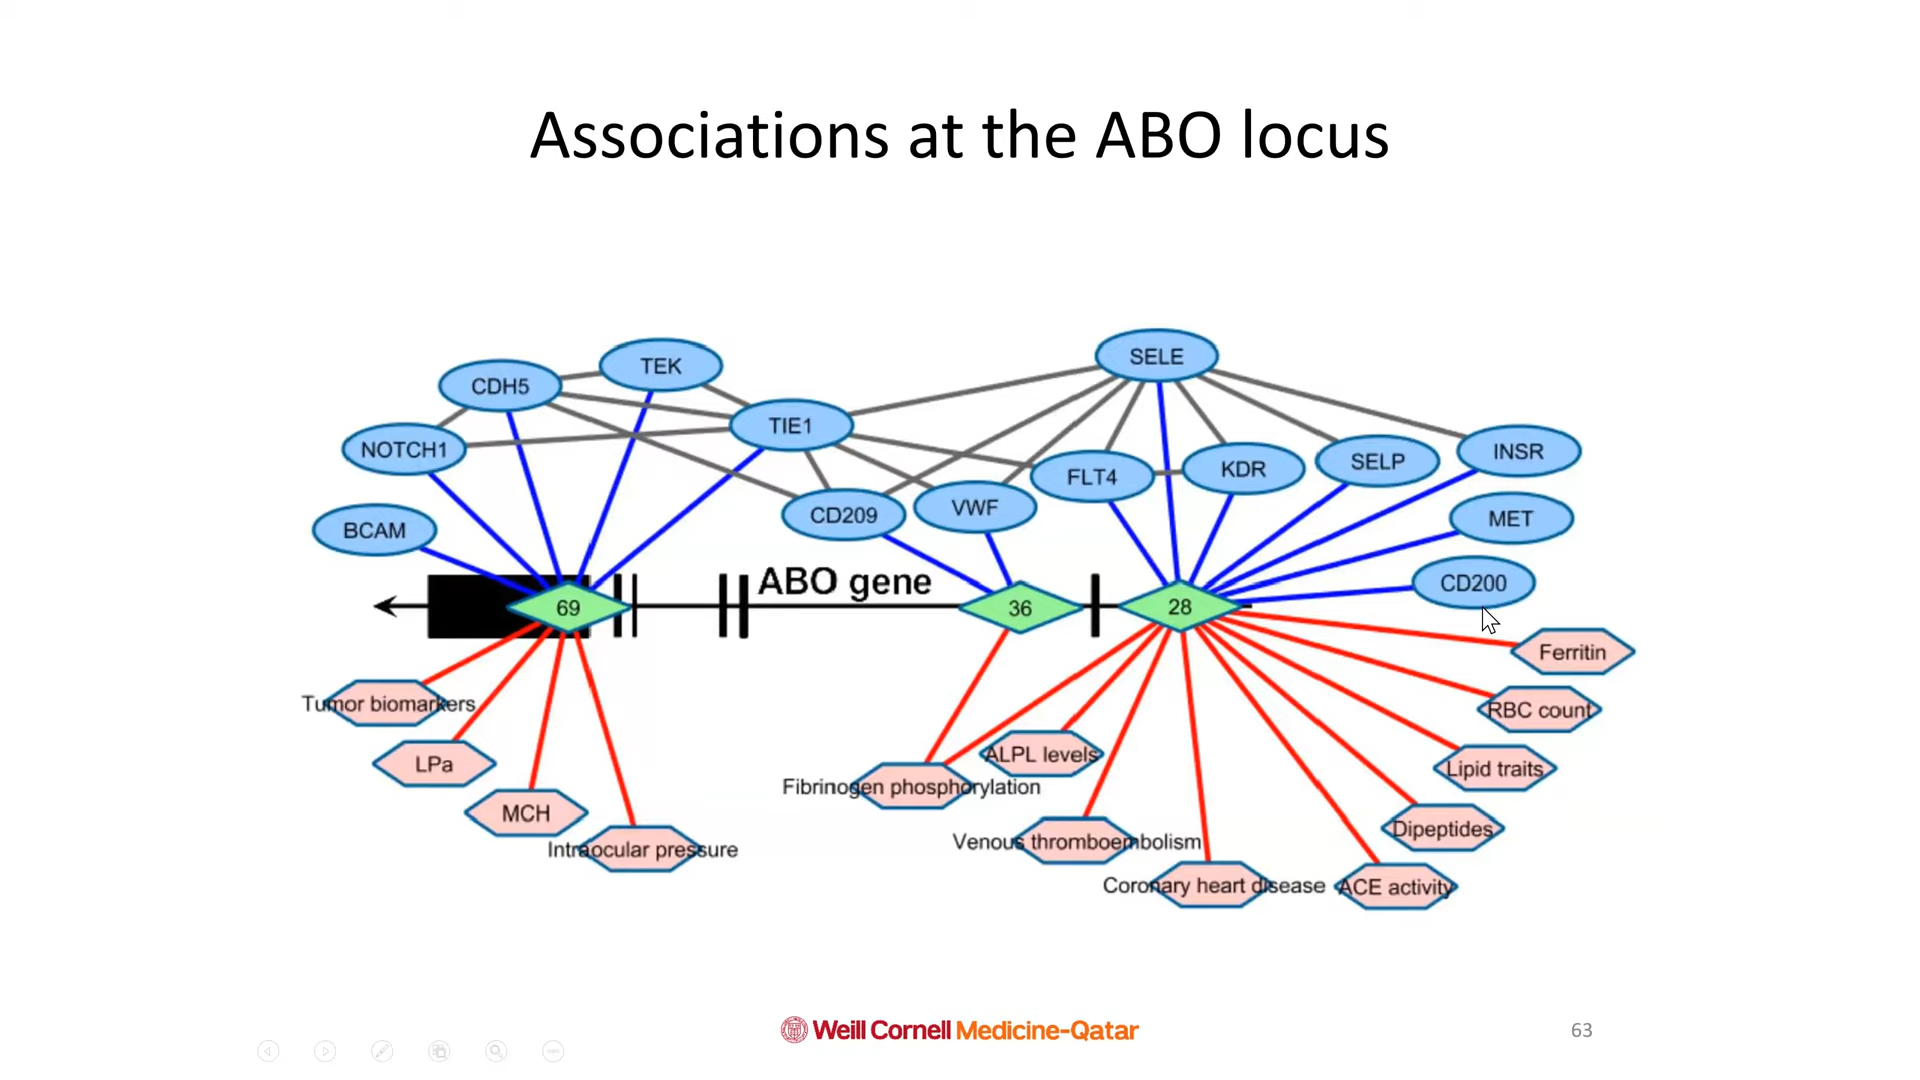 Associations at the ABO locus
SELE
TEK
CDH5
TIE1
NOTCH1
INSR
SELP
KDR
FLT4
VWF
CD209
MET
BCAM
ABO gene
CD200
69
36
28
Ferritin
Tumor biomarkers
RBC count
ALPL levels
LPa
Lipid traits
Fibrinogen phosphorylation
MCH
Dipeptides
Venous thromboembolism
Intraocular pressure
Coronary heart disease
ACE activity
Weill Cornell Medicine-Qatar
63